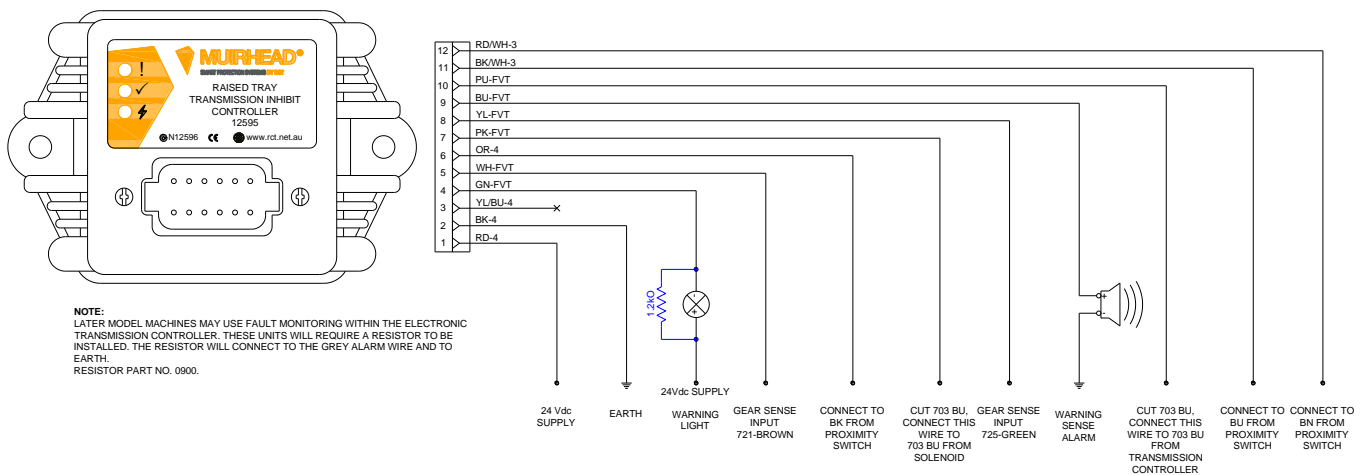 MUIRHEAD®
SMART PROTECTION SYSTEMS BY RCT
!
RAISED TRAY
TRANSMISSION INHIBIT
CONTROLLER
12595
N12596 CE www.rct.net.au
12 RD/WH-3
11 BK/WH-3
10 PU-FVT
9 BU-FVT
8 YL-FVT
7 PK-FVT
6 OR-4
5 WH-FVT
4 GN-FVT
3 YL/BU-4
2 BK-4
1 RD-4
1.2kO
- +
+ -
NOTE:
LATER MODEL MACHINES MAY USE FAULT MONITORING WITHIN THE ELECTRONIC
TRANSMISSION CONTROLLER. THESE UNITS WILL REQUIRE A RESISTOR TO BE
INSTALLED. THE RESISTOR WILL CONNECT TO THE GREY ALARM WIRE AND TO
EARTH.
RESISTOR PART NO. 0900.
24 Vdc
SUPPLY
EARTH
24Vdc SUPPLY
WARNING
LIGHT
GEAR SENSE
INPUT
721-BROWN
CONNECT TO
BK FROM
PROXIMITY
SWITCH
CUT 703 BU,
CONNECT THIS
WIRE TO
703 BU FROM
SOLENOID
GEAR SENSE
INPUT
725-GREEN
WARNING
SENSE
ALARM
CUT 703 BU,
CONNECT THIS
WIRE TO 703 BU
FROM
TRANSMISSION
CONTROLLER
CONNECT TO
BU FROM
PROXIMITY
SWITCH
CONNECT TO
BN FROM
PROXIMITY
SWITCH